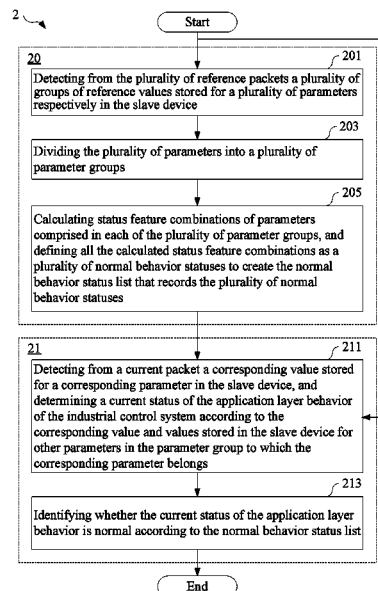 2
Start
20
201
Detecting from the plurality of reference packets a plurality of
groups of reference values stored for a plurality of parameters
respectively in the slave device
203
Dividing the plurality of parameters into a plurality of
parameter groups
205
Calculating status feature combinations of parameters
comprised in each of the plurality of parameter groups, and
defining all the calculated status feature combinations as a
plurality of normal behavior statuses to create the normal
behavior status list that records the plurality of normal
behavior statuses
21
211
Detecting from a current packet a corresponding value stored
for a corresponding parameter in the slave device, and
determining a current status of the application layer behavior
of the industrial control system according to the
corresponding value and values stored in the slave device for
other parameters in the parameter group to which the
corresponding parameter belongs
213
Identifying whether the current status of the application layer
behavior is normal according to the normal behavior status list
End